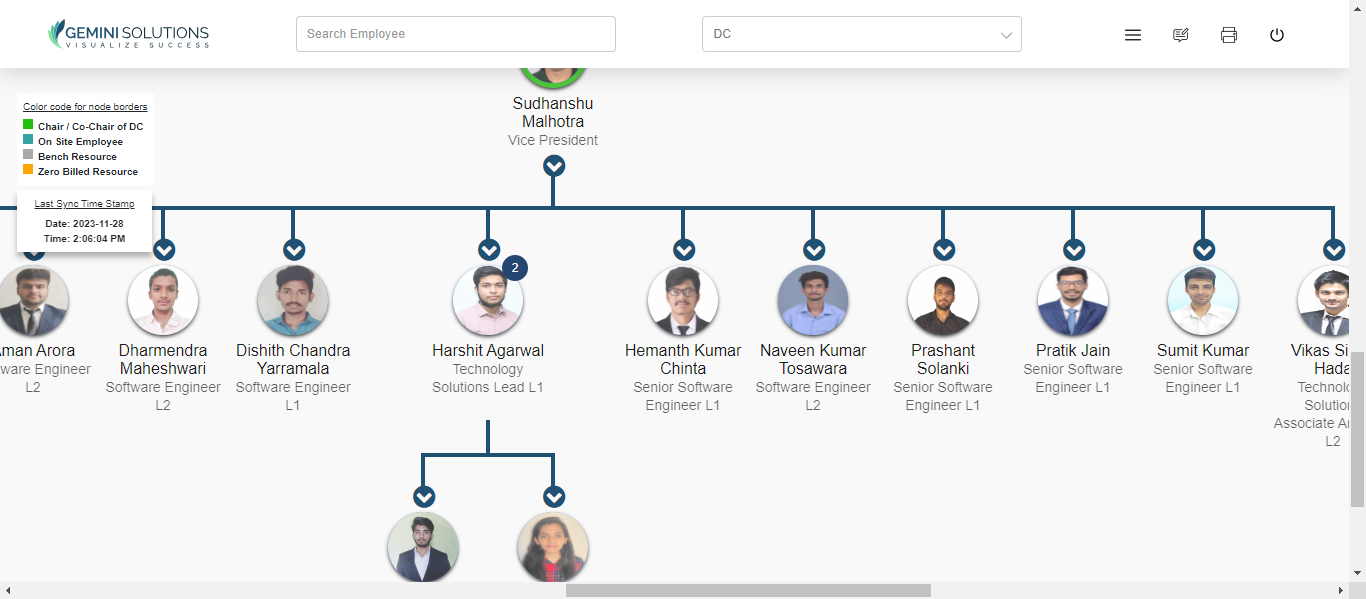 GEMINI SOLUTIONS
VISUALIZE SUCCESS
Search Employee
DC
Color code for node borders
Chair / Co-Chair of DC
On Site Employee
Bench Resource
Zero Billed Resource
Last Sync Time Stamp
Date: 2023-11-28
Time: 2:06:04 PM
Sudhanshu
Malhotra
Vice President
2
man Arora
ware Engineer
L2
Dharmendra
Maheshwari
Software Engineer
L2
Dishith Chandra
Yarramala
Software Engineer
L1
Harshit Agarwal
Technology
Solutions Lead L1
Hemanth Kumar
Chinta
Senior Software
Engineer L1
Naveen Kumar
Tosawara
Software Engineer
L2
Prashant
Solanki
Senior Software
Engineer L1
Pratik Jain
Senior Software
Engineer L1
Sumit Kumar
Senior Software
Engineer L1
Vikas Si
Hada
Technolo
Solution
Associate Ar
L2